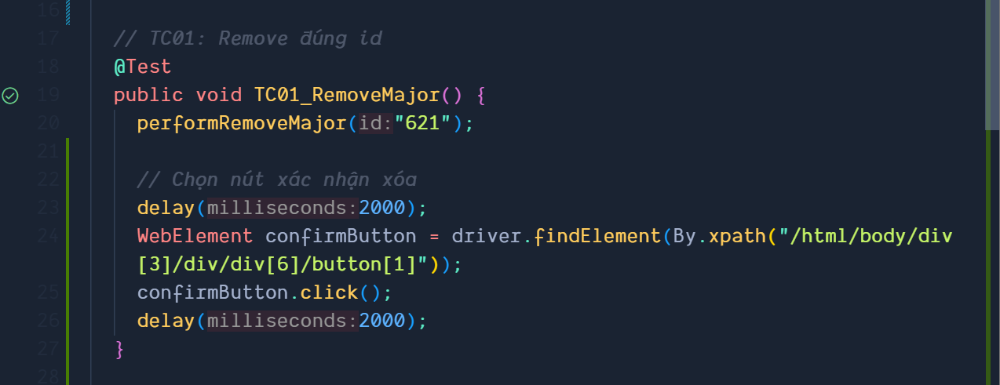 16
17 // TC01: Remove đúng id
18 @Test
19 public void TC01_RemoveMajor() {
20 performRemoveMajor(id:"621");
21
22 // Chọn nút xác nhận xóa
23 delay(milliseconds:2000);
24 WebElement confirmButton = driver.findElement(By.xpath("/html/body/div
[3]/div/div[6]/button[1]"));
25 confirmButton.click();
26 delay(milliseconds:2000);
27 }
28